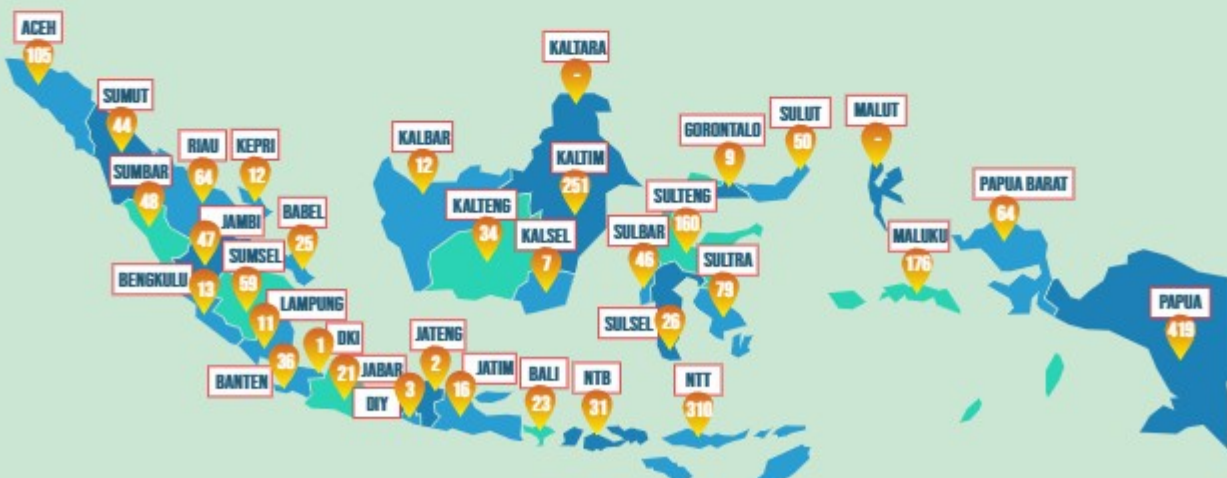 ACEH
105
SUMUT
44
SUMBAR
48
RIAU
64
KEPRI
12
JAMBI
47
BABEL
25
BENGKULU
13
SUMSEL
59
LAMPUNG
11
BANTEN
36
DKI
1
JABAR
21
DIY
3
JATENG
2
JATIM
16
BALI
23
NTB
31
NTT
310
KALBAR
12
KALTENG
34
KALSEL
7
KALTIM
251
KALTARA
-
GORONTALO
9
SULUT
50
SULTENG
160
SULBAR
46
SULTRA
79
SULSEL
26
MALUT
-
MALUKU
176
PAPUA BARAT
64
PAPUA
419